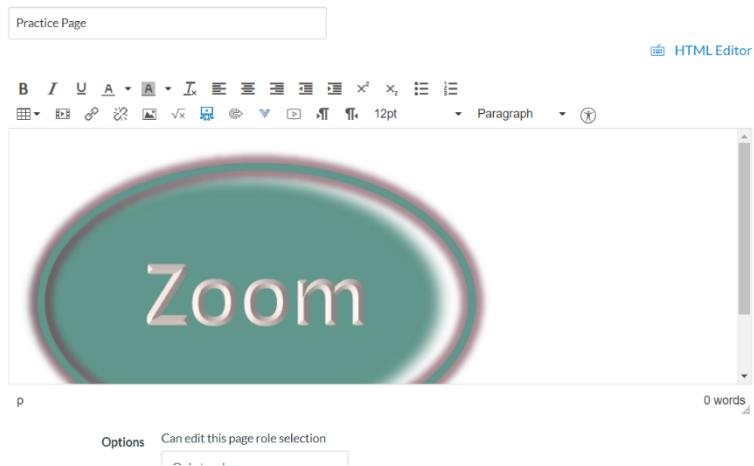 Practice Page
HTML Editor
B I U A A Tx x² x₂
√x 12pt Paragraph
Zoom
p 0 words
Options Can edit this page role selection